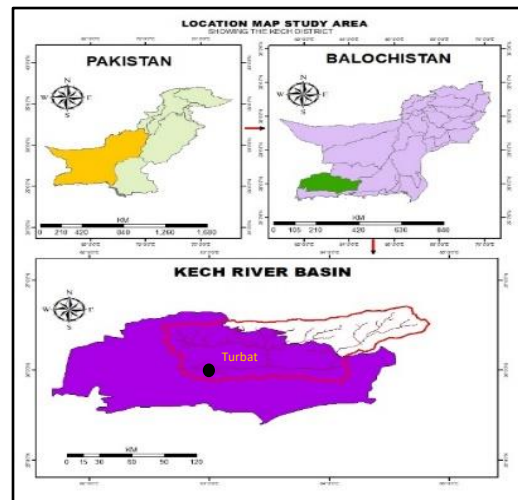 LOCATION MAP STUDY AREA
SHOWING THE KECH DISTRICT
PAKISTAN
N
W E
S
KM
0 210 420 840 1,260 1,680
BALOCHISTAN
N
W E
S
KM
0 105 210 420 630 840
KECH RIVER BASIN
N
W E
S
Turbat
KM
0 15 30 60 90 120